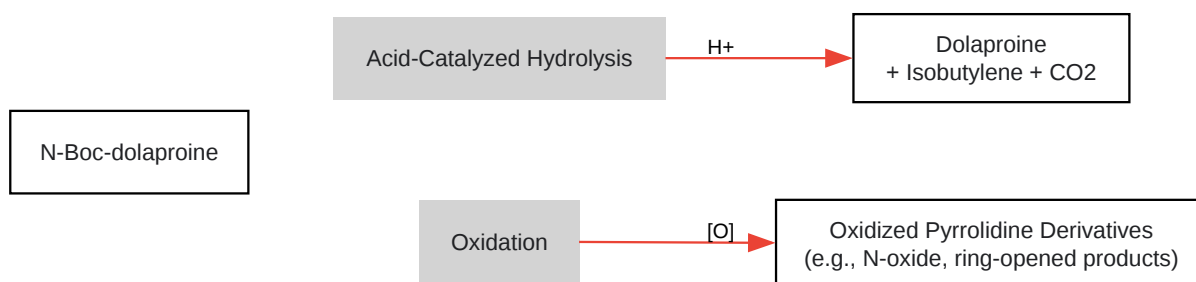 Acid-Catalyzed Hydrolysis
H+
Dolaproine
+ Isobutylene + CO2
N-Boc-dolaproine
Oxidation
[O]
Oxidized Pyrrolidine Derivatives
(e.g., N-oxide, ring-opened products)